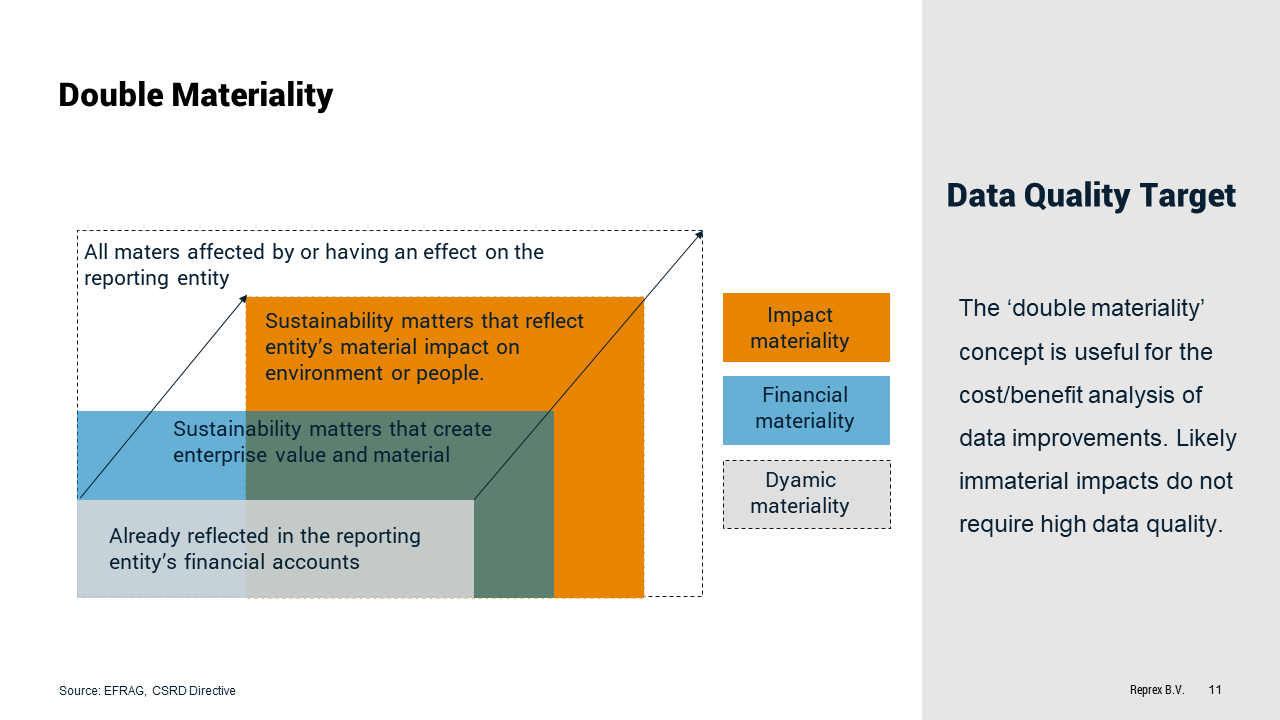 Double Materiality
All maters affected by or having an effect on the
reporting entity
Sustainability matters that reflect
entity’s material impact on
environment or people.
Sustainability matters that create
enterprise value and material
Already reflected in the reporting
entity’s financial accounts
Impact
materiality
Financial
materiality
Dyamic
materiality
Data Quality Target
The ‘double materiality’
concept is useful for the
cost/benefit analysis of
data improvements. Likely
immaterial impacts do not
require high data quality.
Source: EFRAG, CSRD Directive
Reprex B.V. 11